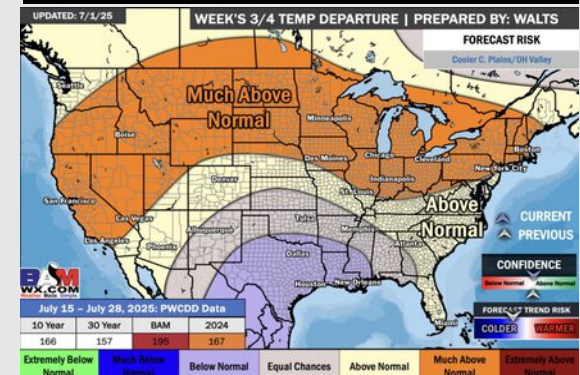 UPDATED: 7/1/25
WEEK'S 3/4 TEMP DEPARTURE | PREPARED BY: WALTS
FORECAST RISK
Cooler C. Plains/OH Valley
Seattle
Much Above
Normal
Minneapolis
Boise
Boston
Chicago
Cleveland
New York City
Des Moines
Indianapolis
Denver
St. Louis
San Francisco
Above
Normal
Las Vegas
Tulsa
Albuquerque
Memphis
Los Angeles
Phoenix
Atlanta
Dallas
Houston
New Orleans
Miami
CURRENT
PREVIOUS
CONFIDENCE
Below Normal Above Normal
FORECAST TREND RISK
COLDER WARMER
BAM
WX.COM
Weather Made Simple
July 15 – July 28, 2025: PWCDD Data
10 Year 30 Year BAM 2024
166 157 195 167
Extremely Below Normal
Much Below Normal
Below Normal
Equal Chances
Above Normal
Much Above Normal
Extremely Above Normal